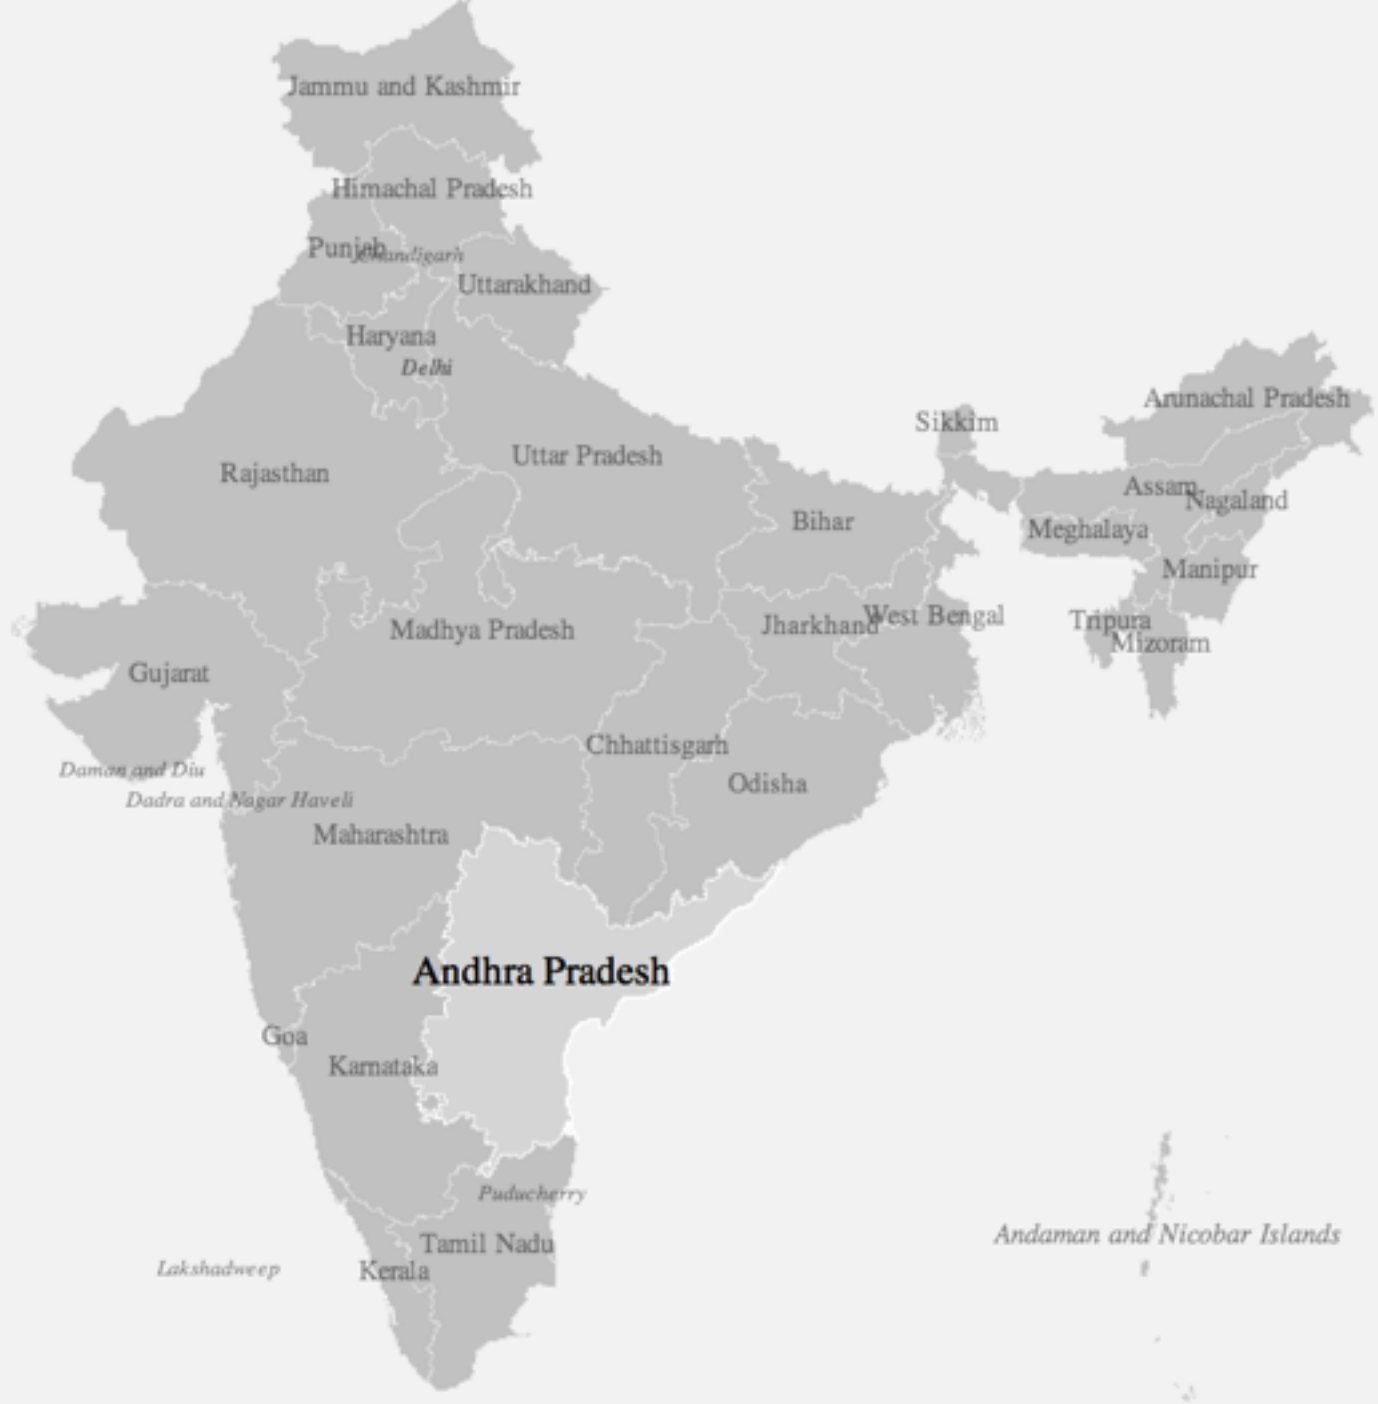 Jammu and Kashmir
Himachal Pradesh
Punjab
Chandigarh
Uttarakhand
Haryana
Delhi
Arunachal Pradesh
Sikkim
Uttar Pradesh
Rajasthan
Assam
Nagaland
Bihar
Meghalaya
Manipur
West Bengal
Tripura
Jharkhand
Madhya Pradesh
Mizoram
Gujarat
Chhattisgarh
Daman and Diu
Odisha
Dadra and Nagar Haveli
Maharashtra
Andhra Pradesh
Goa
Karnataka
Puducherry
Andaman and Nicobar Islands
Tamil Nadu
Lakshadweep
Kerala